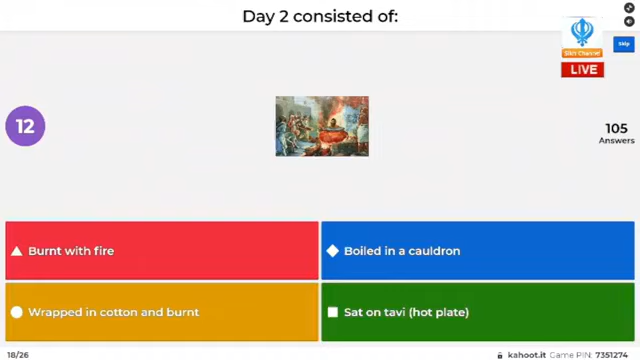 Day 2 consisted of:
Sikh Channel
LIVE
Skip
12
105
Answers
Burnt with fire
Boiled in a cauldron
Wrapped in cotton and burnt
Sat on tavi (hot plate)
18/26
kahoot.it Game PIN: 7351274